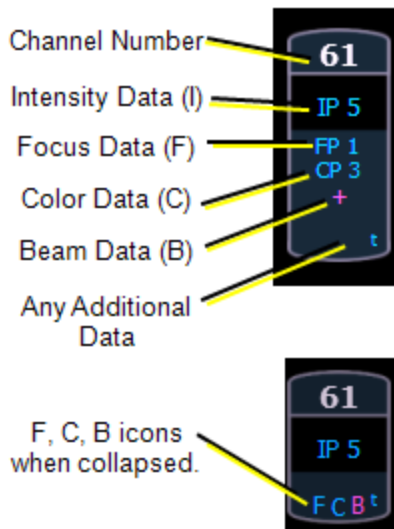 Channel Number
61
Intensity Data (I)
IP 5
Focus Data (F)
FP 1
Color Data (C)
CP 3
Beam Data (B)
+
Any Additional
Data
t
61
F, C, B icons
when collapsed.
IP 5
F C B t